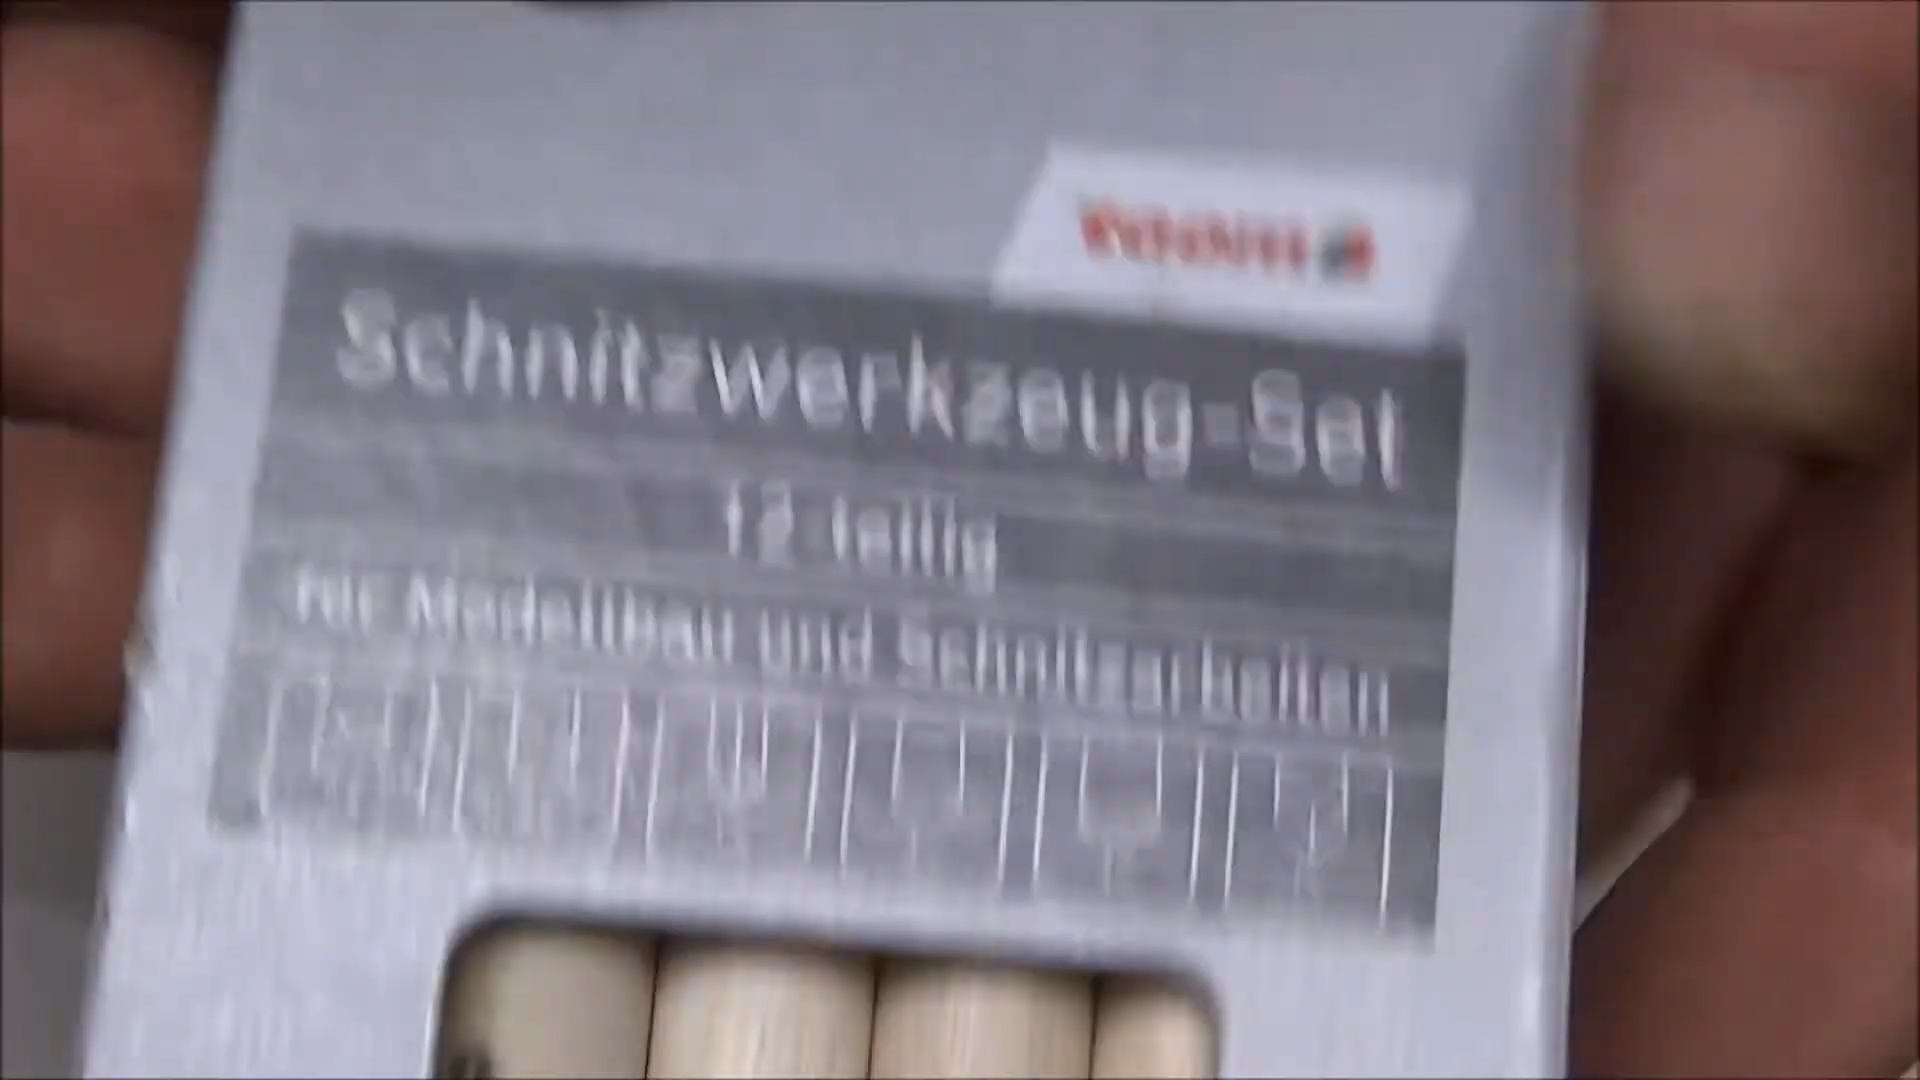 Schnitzwerkzeug-Set
12 teilig
für Modellbau und Schnitzarbeiten